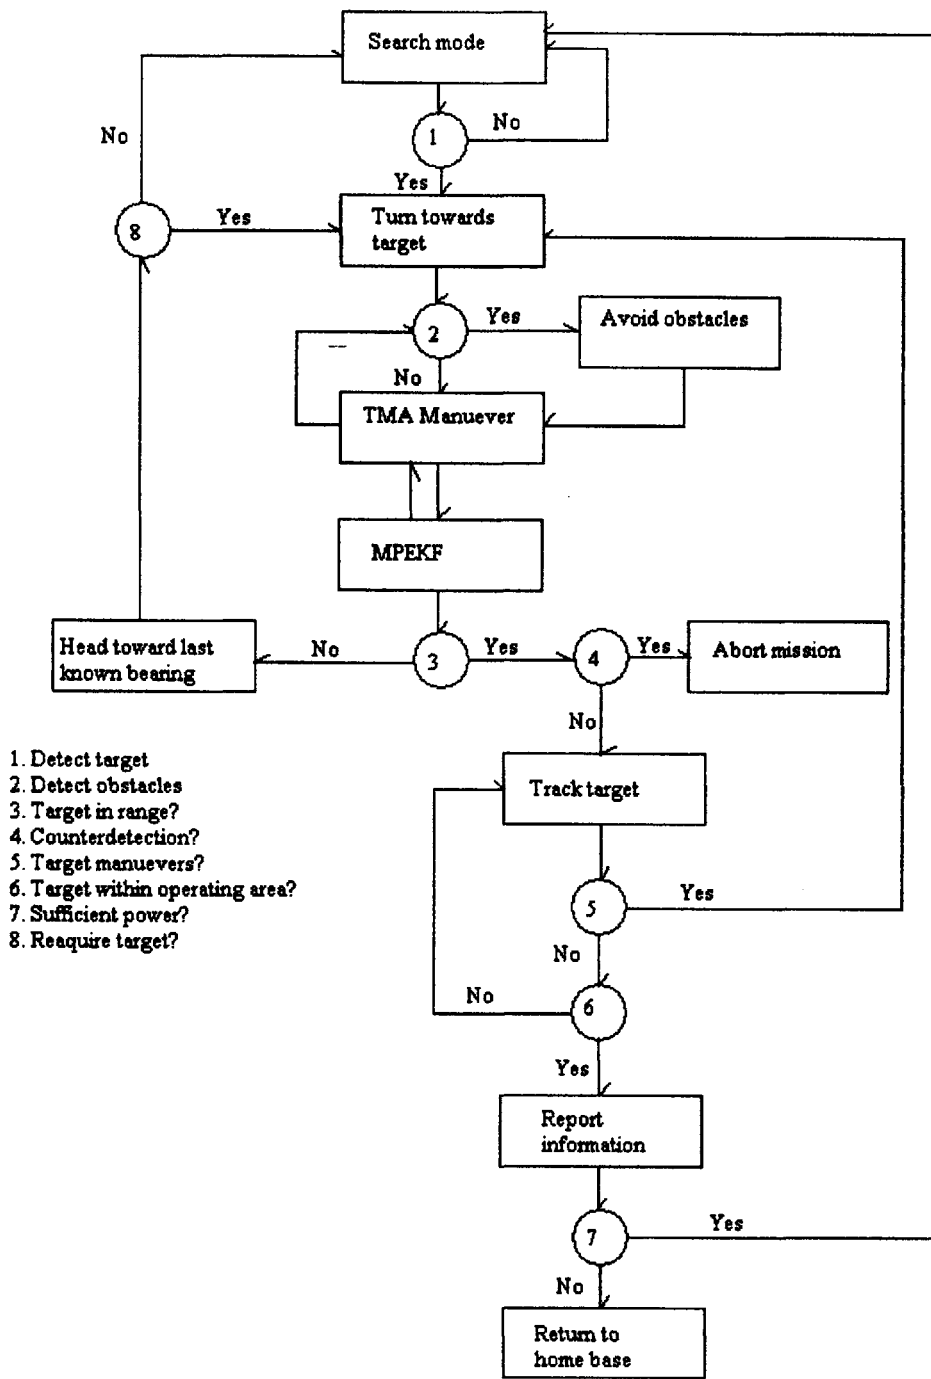 Search mode
No
1
No
Yes
Turn towards
target
8
Yes
2
Yes
Avoid obstacles
No
TMA Manuever
MPEKF
Head toward last
known bearing
No
3
Yes
4
Yes
Abort mission
No
1. Detect target
2. Detect obstacles
3. Target in range?
4. Counterdetection?
5. Target manuevers?
6. Target within operating area?
7. Sufficient power?
8. Reaquire target?
Track target
5
Yes
No
No
6
Yes
Report
information
7
Yes
No
Return to
home base